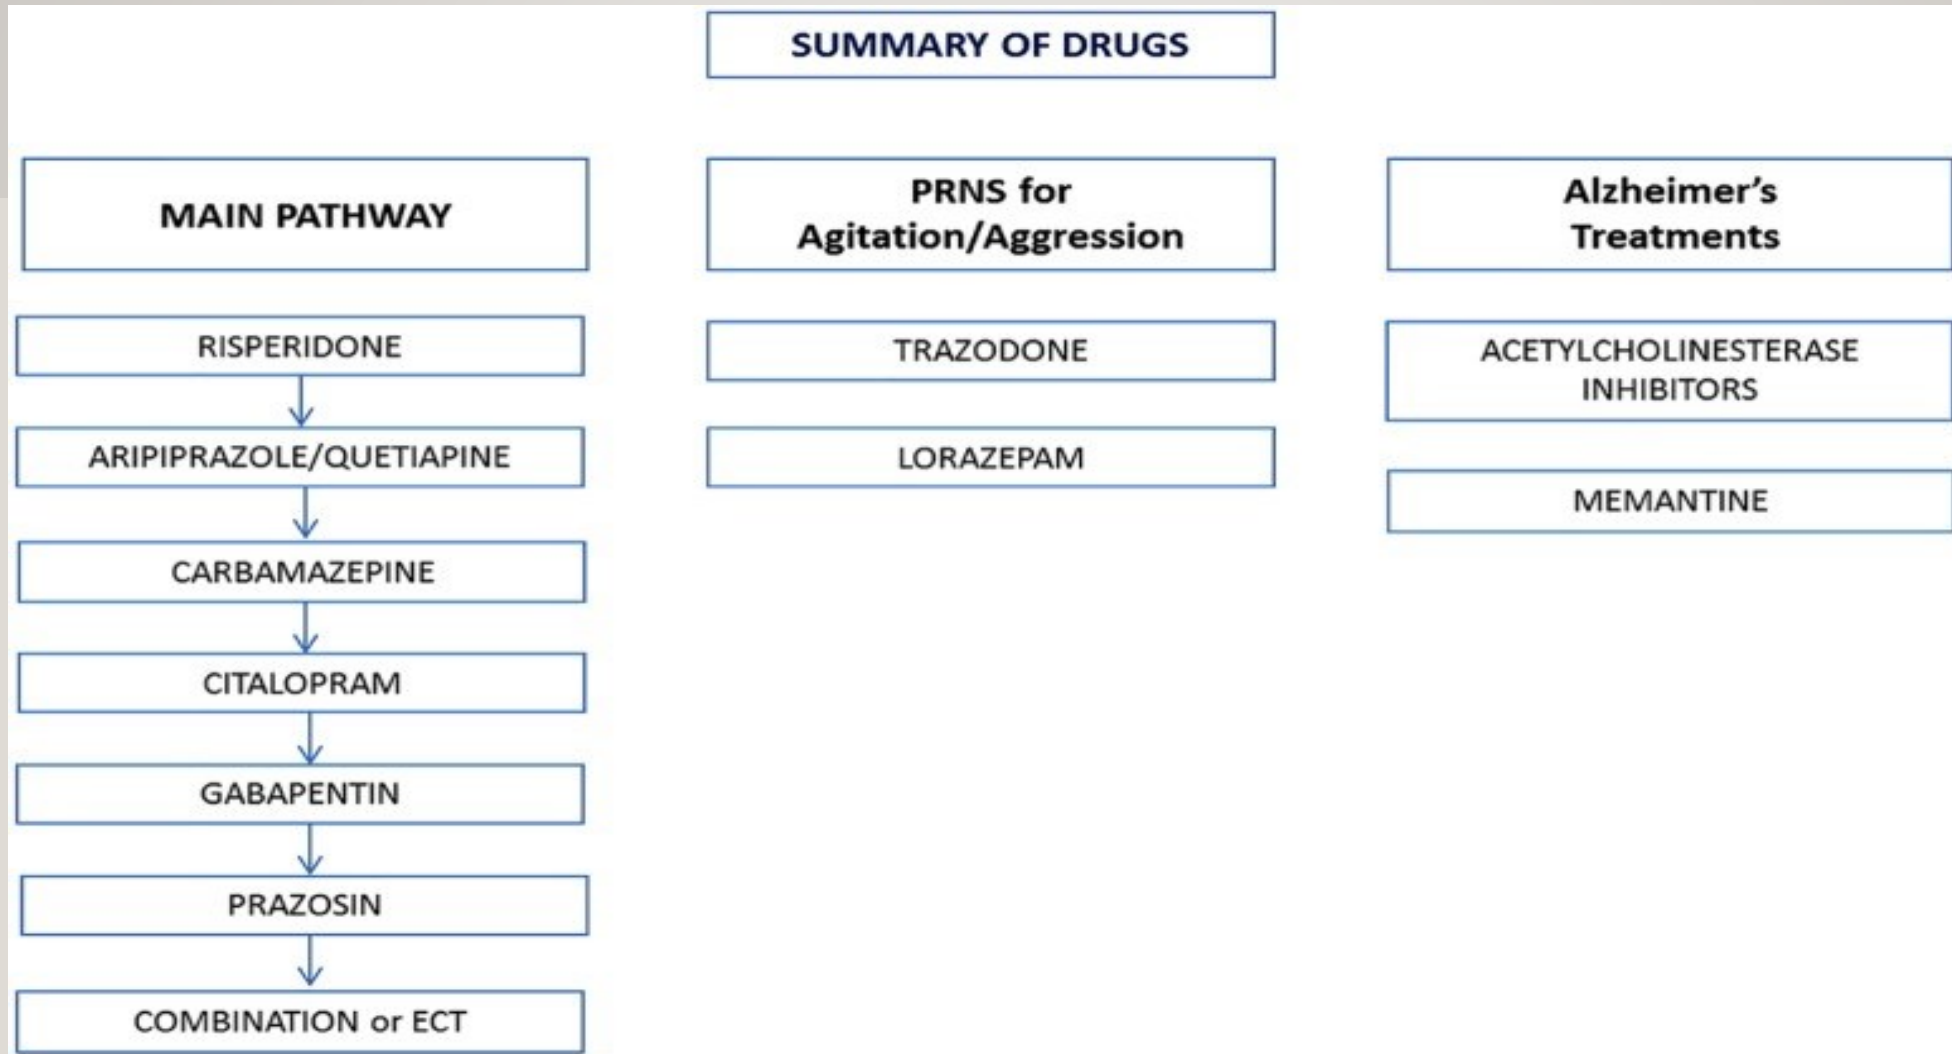 SUMMARY OF DRUGS
MAIN PATHWAY
RISPERIDONE
ARIPIPRAZOLE/QUETIAPINE
CARBAMAZEPINE
CITALOPRAM
GABAPENTIN
PRAZOSIN
COMBINATION or ECT
PRNS for
Agitation/Aggression
TRAZODONE
LORAZEPAM
Alzheimer’s
Treatments
ACETYLCHOLINESTERASE
INHIBITORS
MEMANTINE